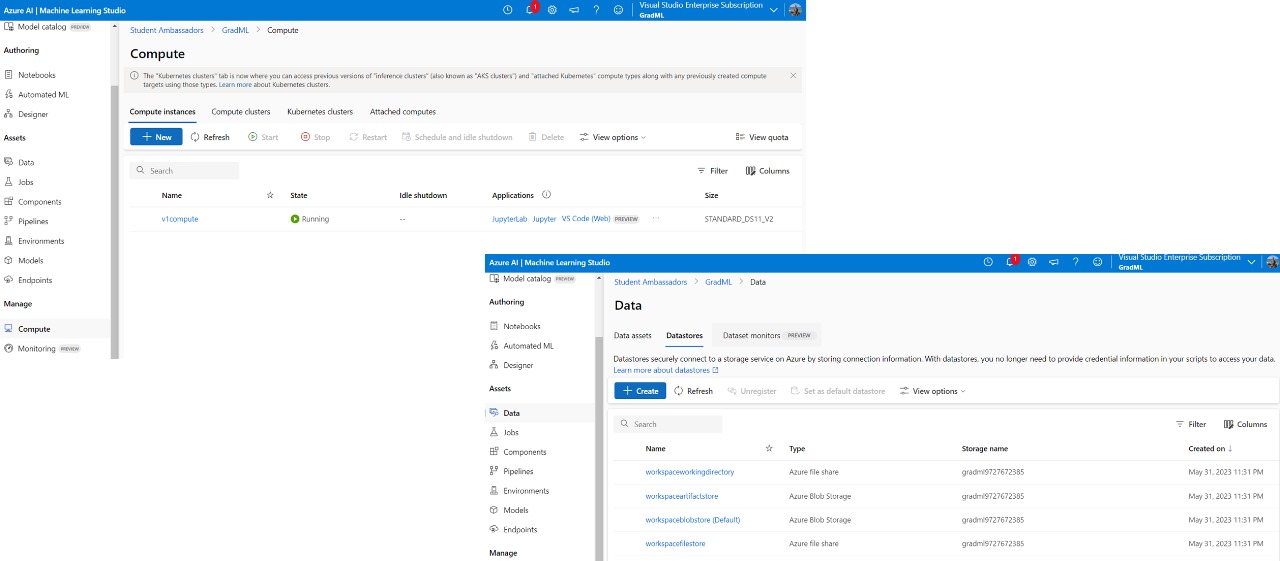 Azure AI | Machine Learning Studio
1
Visual Studio Enterprise Subscription
GradML
Model catalog PREVIEW
Authoring
Notebooks
Automated ML
Designer
Assets
Data
Jobs
Components
Pipelines
Environments
Models
Endpoints
Manage
Compute
Monitoring PREVIEW
Student Ambassadors > GradML > Compute
Compute
The "Kubernetes clusters" tab is now where you can access previous versions of "inference clusters" (also known as "AKS clusters") and "attached Kubernetes" compute types along with any previously created compute
targets using those types. Learn more about Kubernetes clusters.
Compute instances Compute clusters Kubernetes clusters Attached computes
+ New Refresh Start Stop Restart Schedule and idle shutdown Delete View options View quota
Search Filter Columns
Name State Idle shutdown Applications Size
v1compute Running -- JupyterLab Jupyter VS Code (Web) PREVIEW ... STANDARD_DS11_V2
Azure AI | Machine Learning Studio
1
Visual Studio Enterprise Subscription
GradML
Model catalog PREVIEW
Authoring
Notebooks
Automated ML
Designer
Assets
Data
Jobs
Components
Pipelines
Environments
Models
Endpoints
Manage
Student Ambassadors > GradML > Data
Data
Data assets Datastores Dataset monitors PREVIEW
Datastores securely connect to a storage service on Azure by storing connection information. With datastores, you no longer need to provide credential information in your scripts to access your data.
Learn more about datastores
+ Create Refresh Unregister Set as default datastore View options
Search Filter Columns
Name Type Storage name Created on ↓
workspaceworkingdirectory Azure file share gradml9727672385 May 31, 2023 11:31 PM
workspaceartifactstore Azure Blob Storage gradml9727672385 May 31, 2023 11:31 PM
workspaceblobstore (Default) Azure Blob Storage gradml9727672385 May 31, 2023 11:31 PM
workspacefilestore Azure file share gradml9727672385 May 31, 2023 11:31 PM